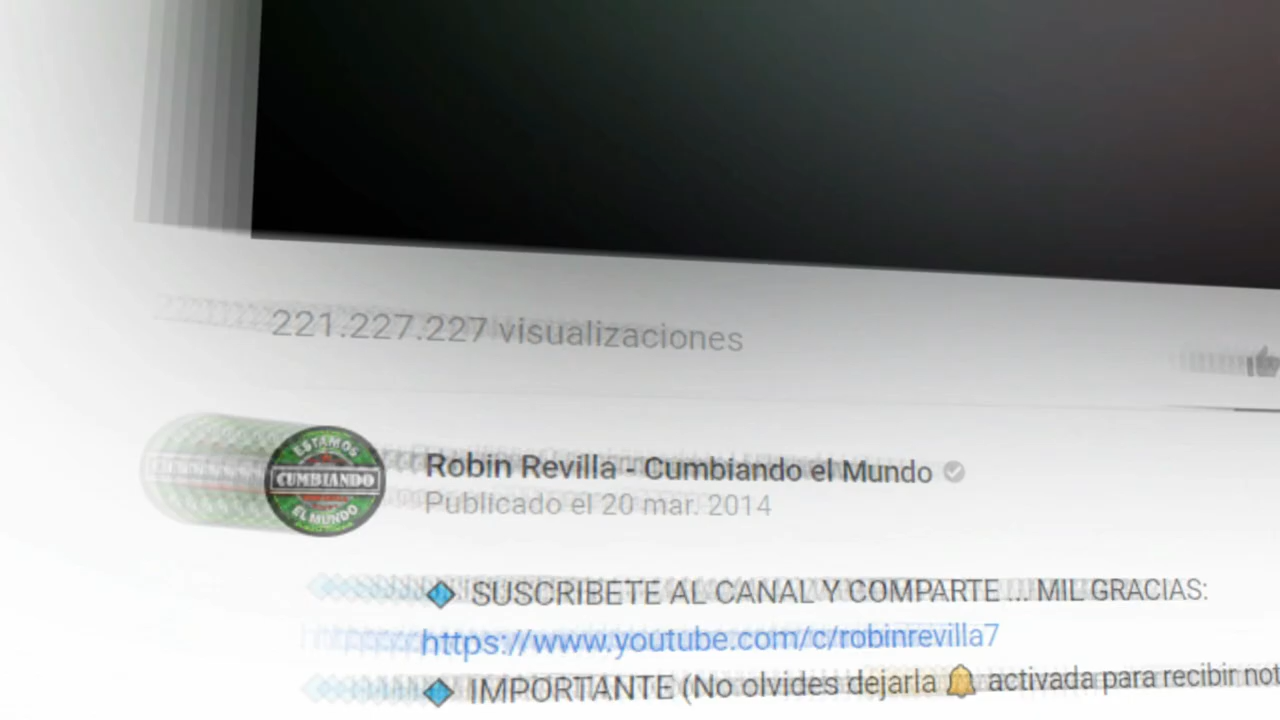 221.227.227 visualizaciones
ESTAMOS
CUMBIANDO
EL MUNDO
Robin Revilla - Cumbiando el Mundo
Publicado el 20 mar. 2014
SUSCRIBETE AL CANAL Y COMPARTE ... MIL GRACIAS:
https://www.youtube.com/c/robinrevilla7
IMPORTANTE (No olvides dejarla 🔔 activada para recibir not